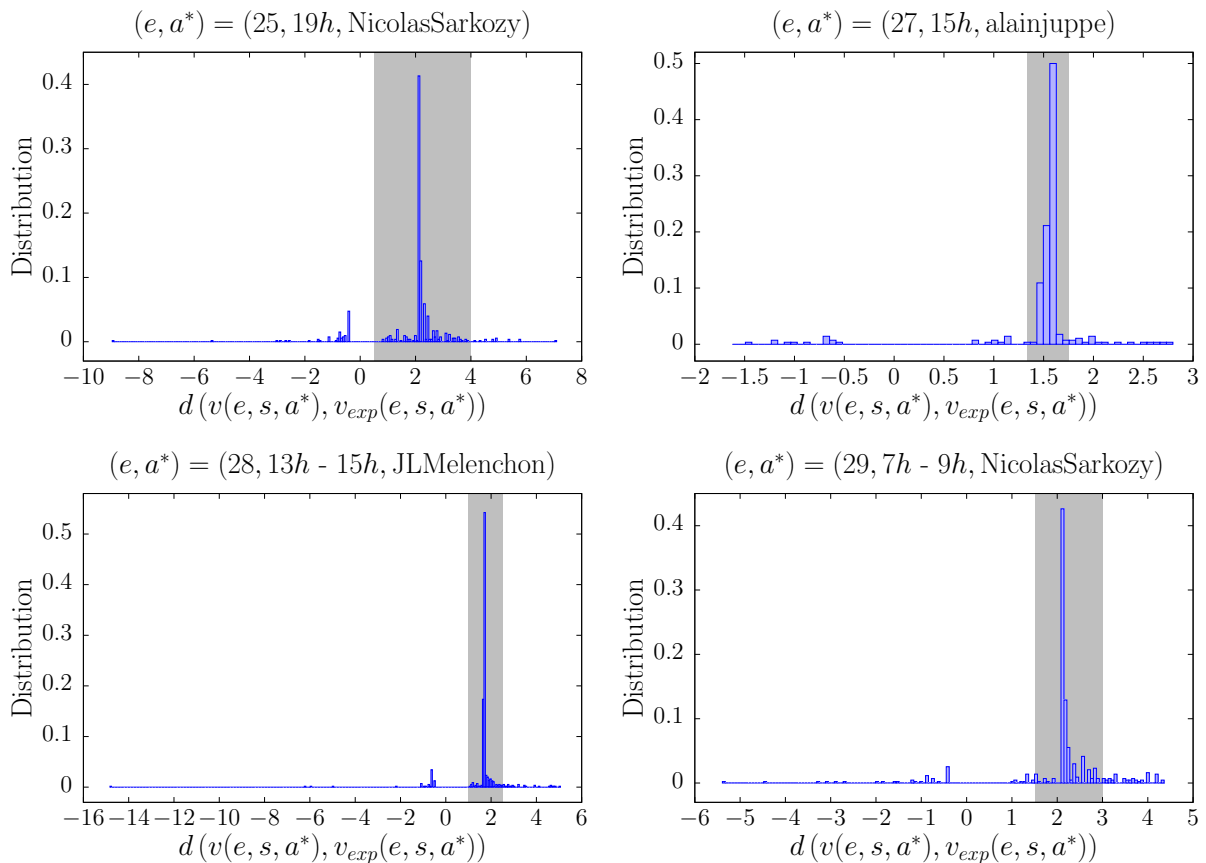 (e, a*) = (25, 19h, NicolasSarkozy)
Distribution
0.4
0.3
0.2
0.1
0
−10 −8 −6 −4 −2 0 2 4 6 8
d (v(e, s, a*), v_exp(e, s, a*))
(e, a*) = (27, 15h, alainjuppe)
Distribution
0.5
0.4
0.3
0.2
0.1
0
−2 −1.5 −1 −0.5 0 0.5 1 1.5 2 2.5 3
d (v(e, s, a*), v_exp(e, s, a*))
(e, a*) = (28, 13h - 15h, JLMelenchon)
Distribution
0.5
0.4
0.3
0.2
0.1
0
−16 −14 −12 −10 −8 −6 −4 −2 0 2 4 6
d (v(e, s, a*), v_exp(e, s, a*))
(e, a*) = (29, 7h - 9h, NicolasSarkozy)
Distribution
0.4
0.3
0.2
0.1
0
−6 −5 −4 −3 −2 −1 0 1 2 3 4 5
d (v(e, s, a*), v_exp(e, s, a*))